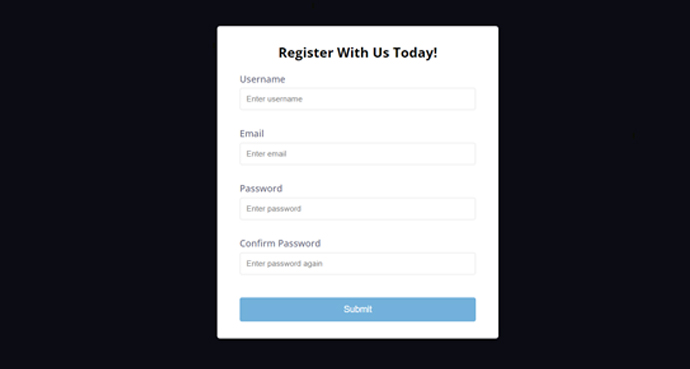 Register With Us Today!
Username
Enter username
Email
Enter email
Password
Enter password
Confirm Password
Enter password again
Submit